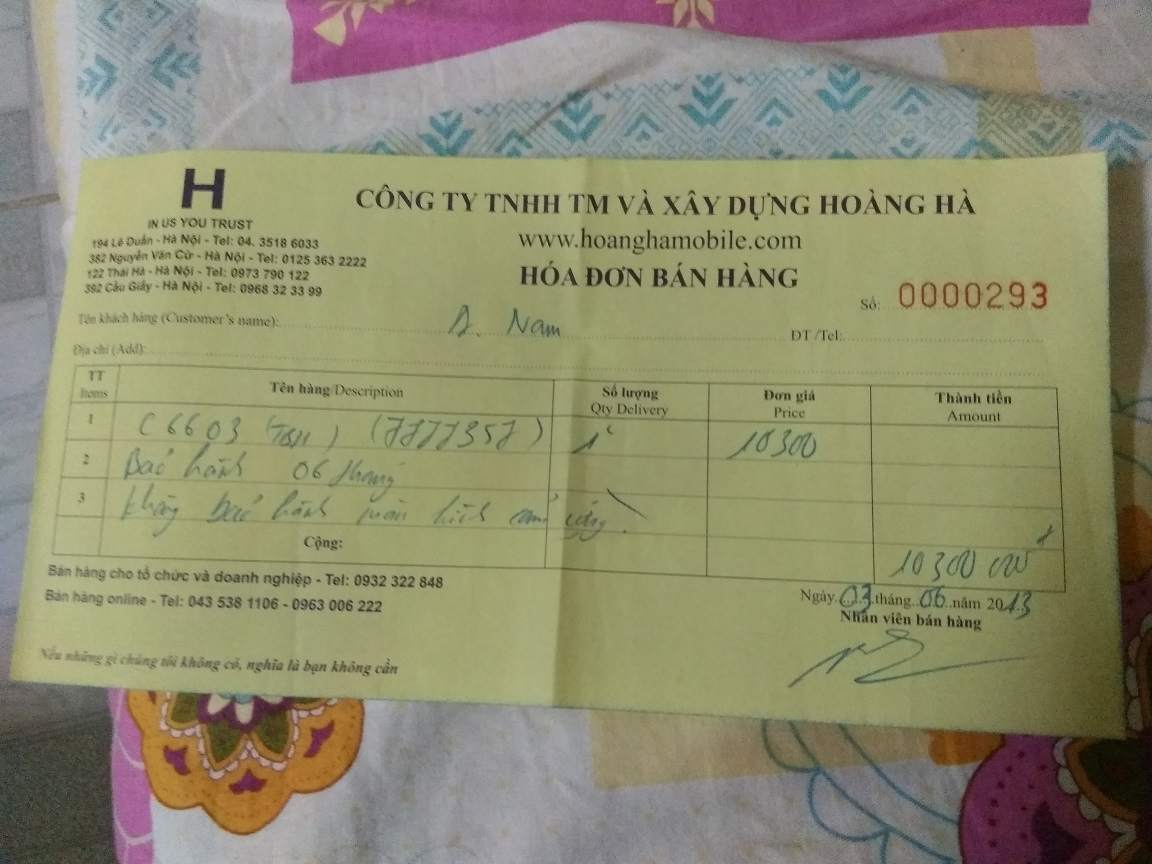 H
IN US YOU TRUST
194 Lê Duẩn - Hà Nội - Tel: 04. 3518 6033
382 Nguyễn Văn Cừ - Hà Nội - Tel: 0125 363 2222
122 Thái Hà - Hà Nội - Tel: 0973 790 122
392 Cầu Giấy - Hà Nội - Tel: 0968 32 33 99
CÔNG TY TNHH TM VÀ XÂY DỰNG HOÀNG HÀ
www.hoanghamobile.com
HÓA ĐƠN BÁN HÀNG
Số: 0000293
Tên khách hàng (Customer's name): A. Nam ĐT /Tel:
Địa chỉ (Add):
TT Tên hàng/Description Số lượng Đơn giá Thành tiền
Items Qty Delivery Price Amount
1 C6603 (7777357) 1c 10300
2 Bảo hành 06 tháng
3 Không bảo hành màn hình cảm ứng.
Cộng: 10300 000đ
Bán hàng cho tổ chức và doanh nghiệp - Tel: 0932 322 848
Bán hàng online - Tel: 043 538 1106 - 0963 006 222
Ngày 03 tháng 06 năm 2013
Nhân viên bán hàng
Nếu những gì chúng tôi không có, nghĩa là bạn không cần